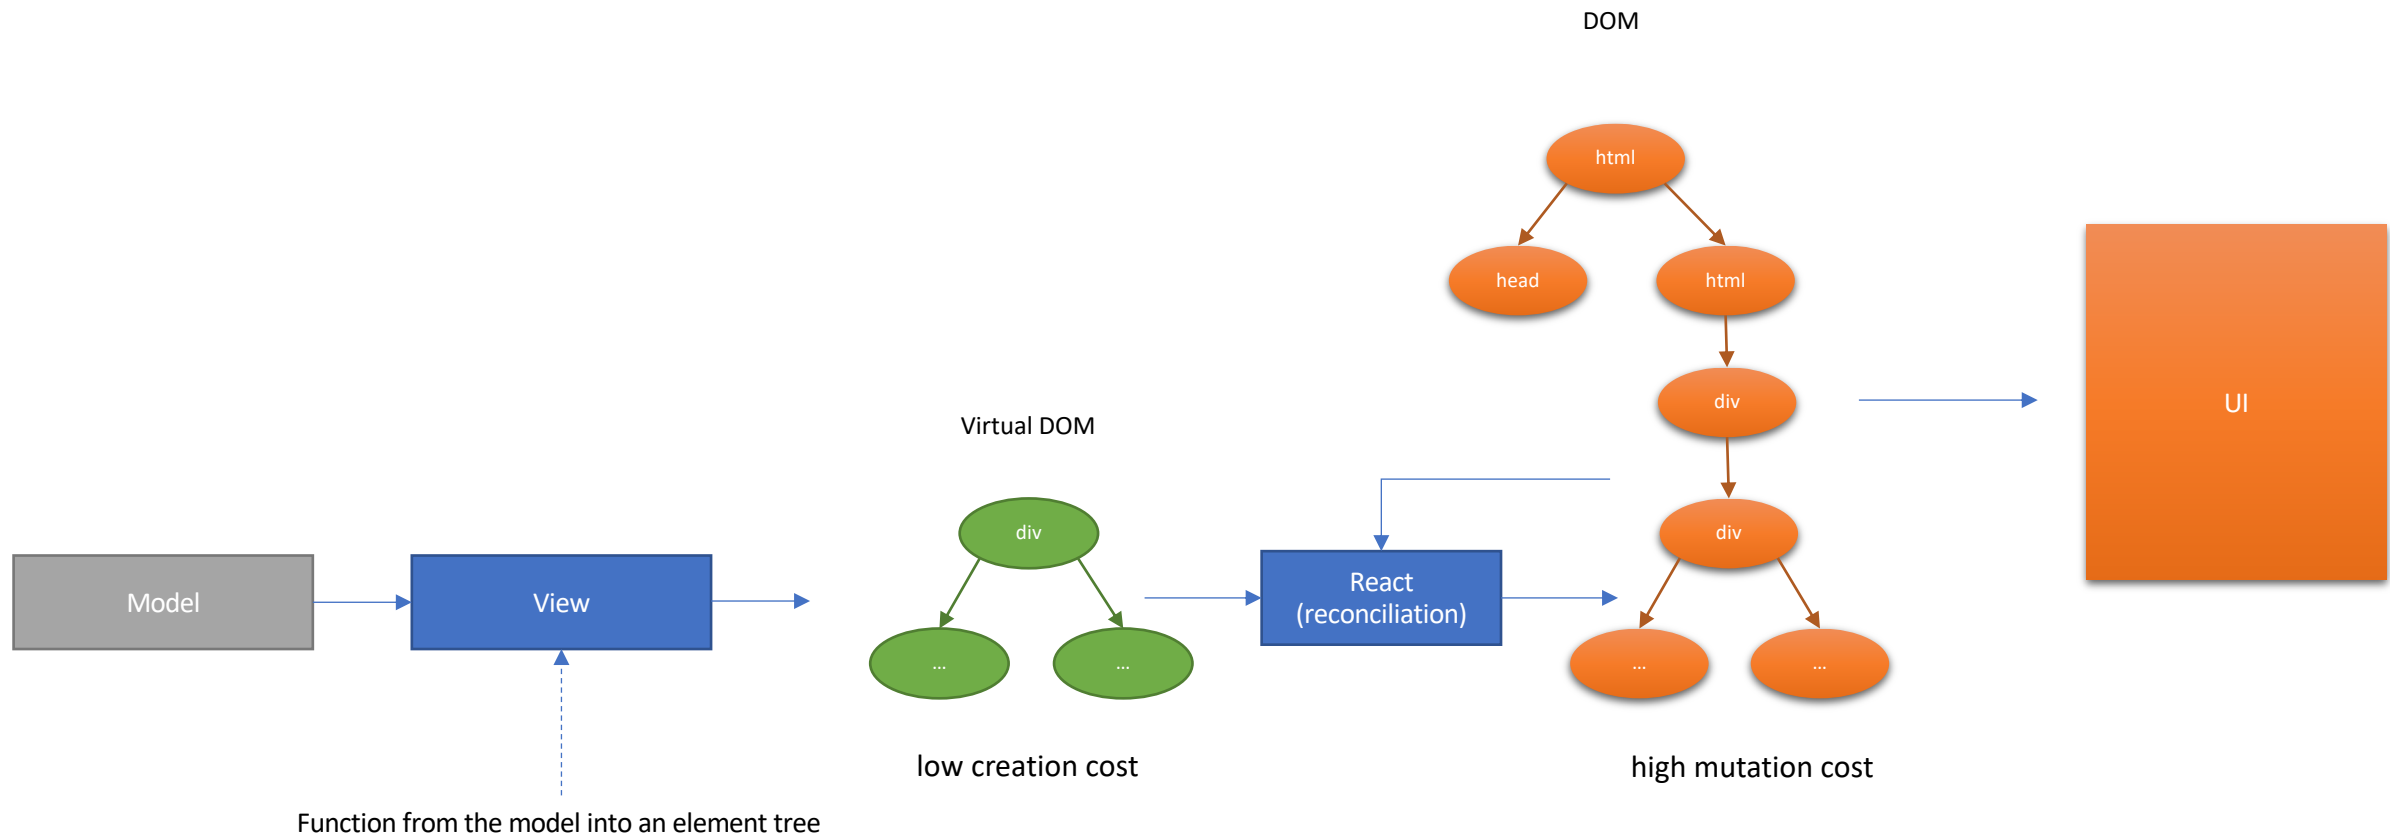 DOM
html
head
html
div
UI
Virtual DOM
div
div
Model
View
React
(reconciliation)
...
...
...
...
low creation cost
high mutation cost
Function from the model into an element tree